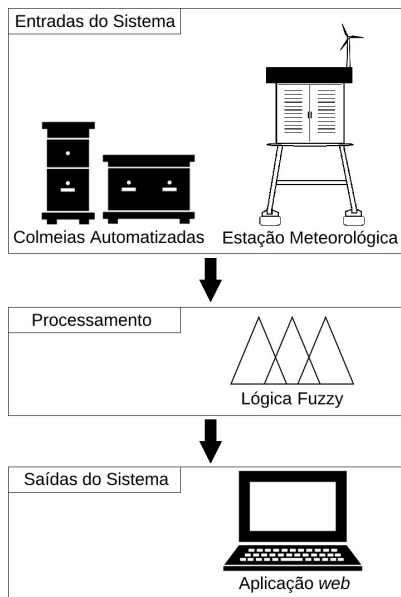 Entradas do Sistema
Colmeias Automatizadas
Estação Meteorológica
Processamento
Lógica Fuzzy
Saídas do Sistema
Aplicação web